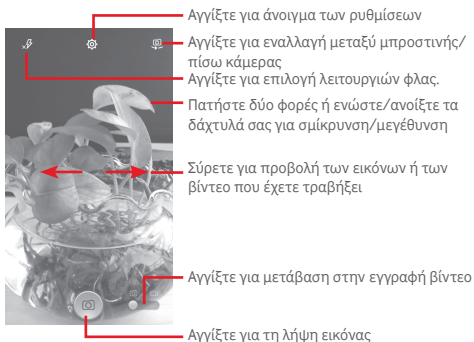 Αγγίξτε για άνοιγμα των ρυθμίσεων
Αγγίξτε για εναλλαγή μεταξύ μπροστινής/
πίσω κάμερας
Αγγίξτε για επιλογή λειτουργιών φλας.
Πατήστε δύο φορές ή ενώστε/ανοίξτε τα
δάχτυλά σας για σμίκρυνση/μεγέθυνση
Σύρετε για προβολή των εικόνων ή των
βίντεο που έχετε τραβήξει
Αγγίξτε για μετάβαση στην εγγραφή βίντεο
Αγγίξτε για τη λήψη εικόνας